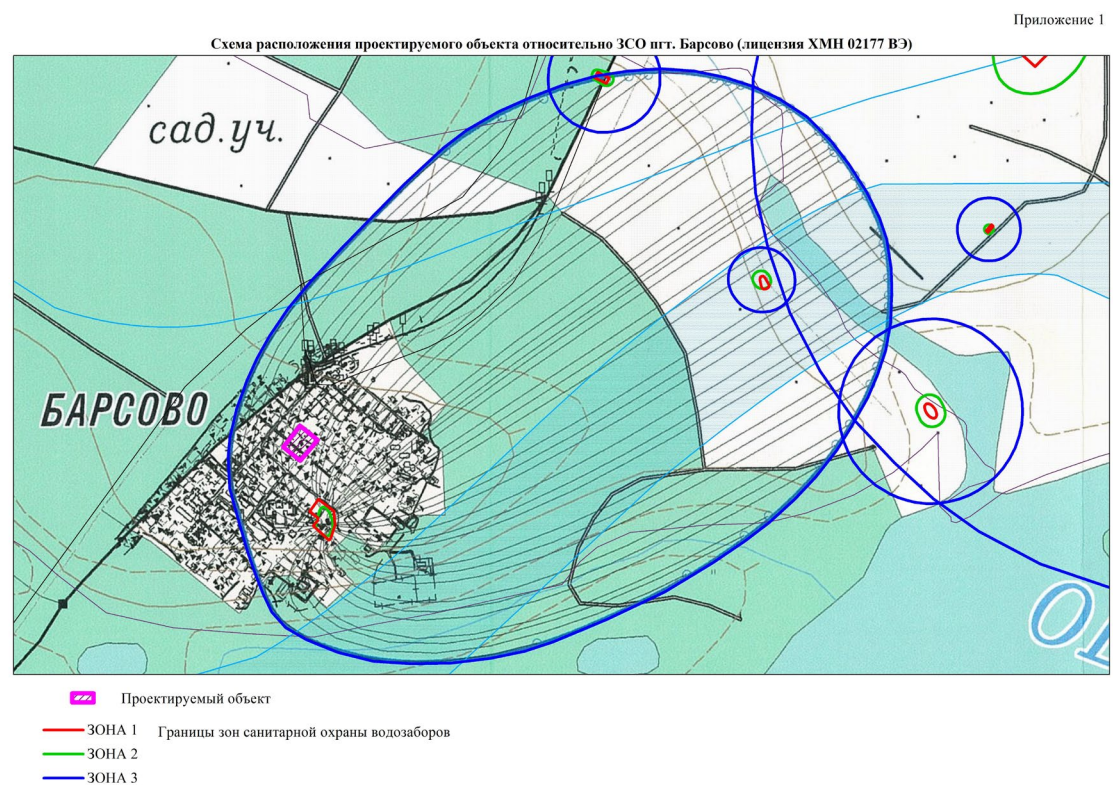 Приложение 1
Схема расположения проектируемого объекта относительно ЗСО пгт. Барсово (лицензия ХМН 02177 ВЭ)
сад.уч.
БАРСОВО
Проектируемый объект
ЗОНА 1 Границы зон санитарной охраны водозаборов
ЗОНА 2
ЗОНА 3